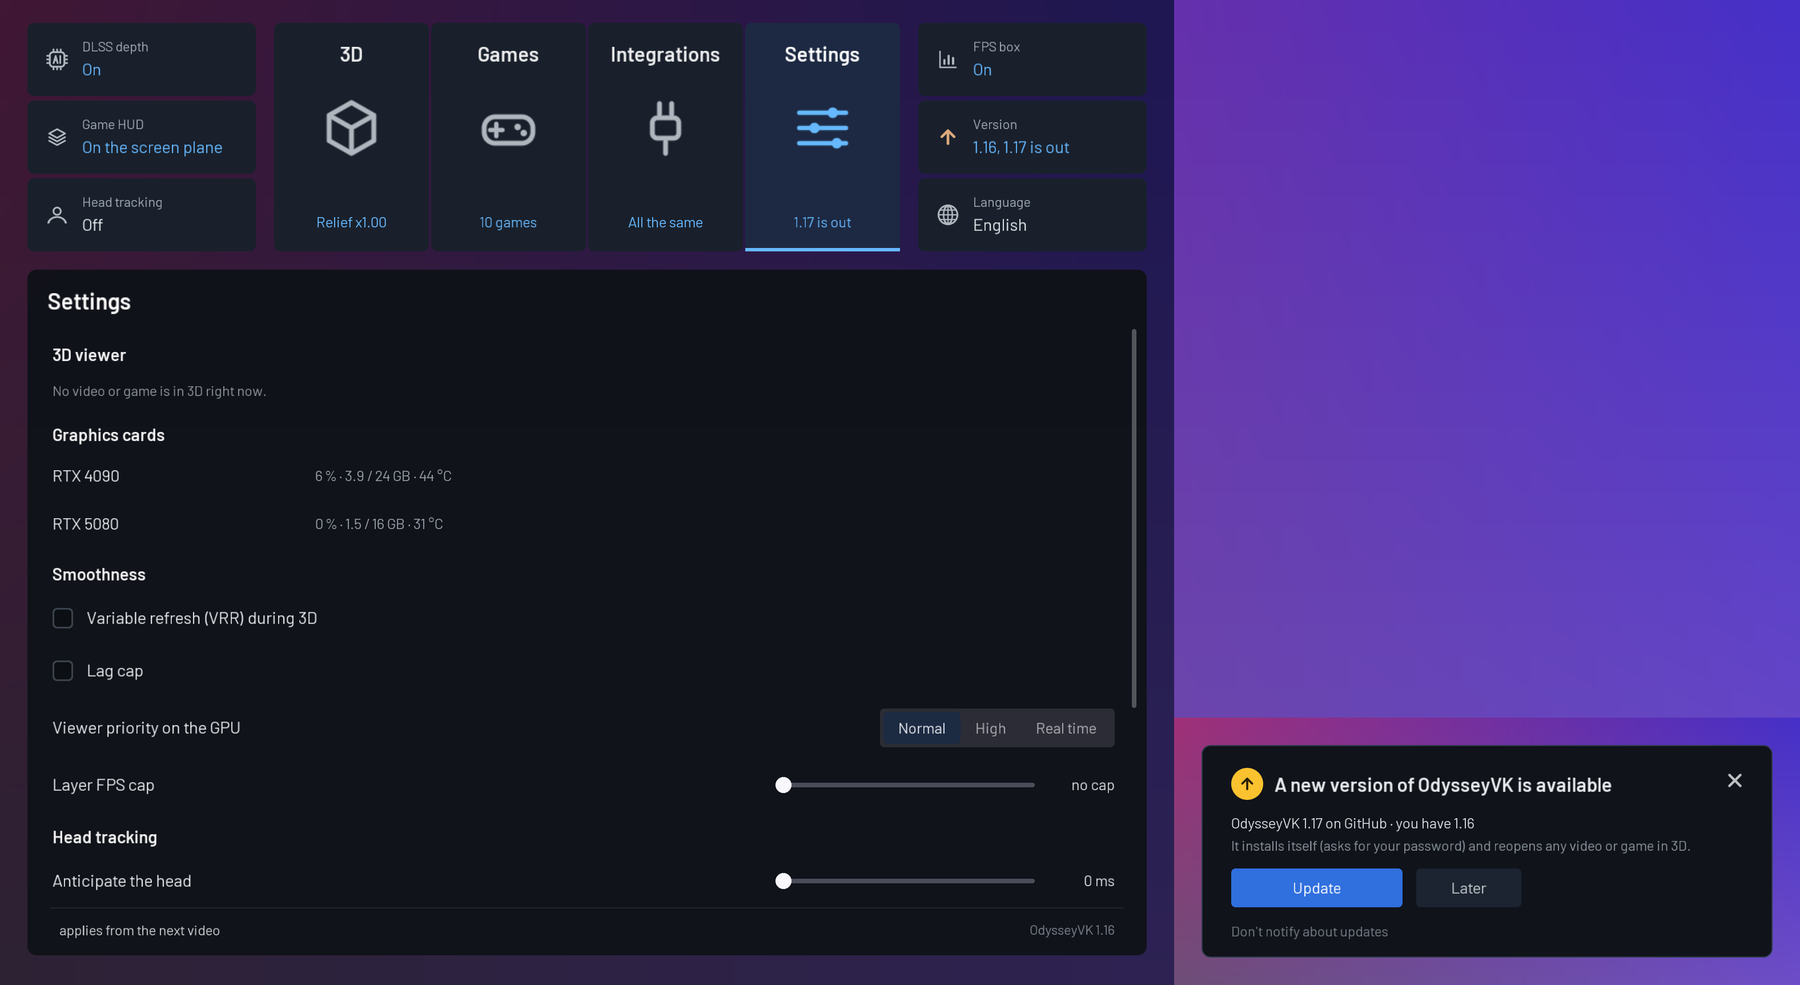 DLSS depth
On
Game HUD
On the screen plane
Head tracking
Off
3D
Relief x1.00
Games
10 games
Integrations
All the same
Settings
1.17 is out
FPS box
On
Version
1.16, 1.17 is out
Language
English
Settings
3D viewer
No video or game is in 3D right now.
Graphics cards
RTX 4090 6 % · 3.9 / 24 GB · 44 °C
RTX 5080 0 % · 1.5 / 16 GB · 31 °C
Smoothness
Variable refresh (VRR) during 3D
Lag cap
Viewer priority on the GPU Normal High Real time
Layer FPS cap no cap
Head tracking
Anticipate the head 0 ms
applies from the next video OdysseyVK 1.16
A new version of OdysseyVK is available
OdysseyVK 1.17 on GitHub · you have 1.16
It installs itself (asks for your password) and reopens any video or game in 3D.
Update Later
Don't notify about updates